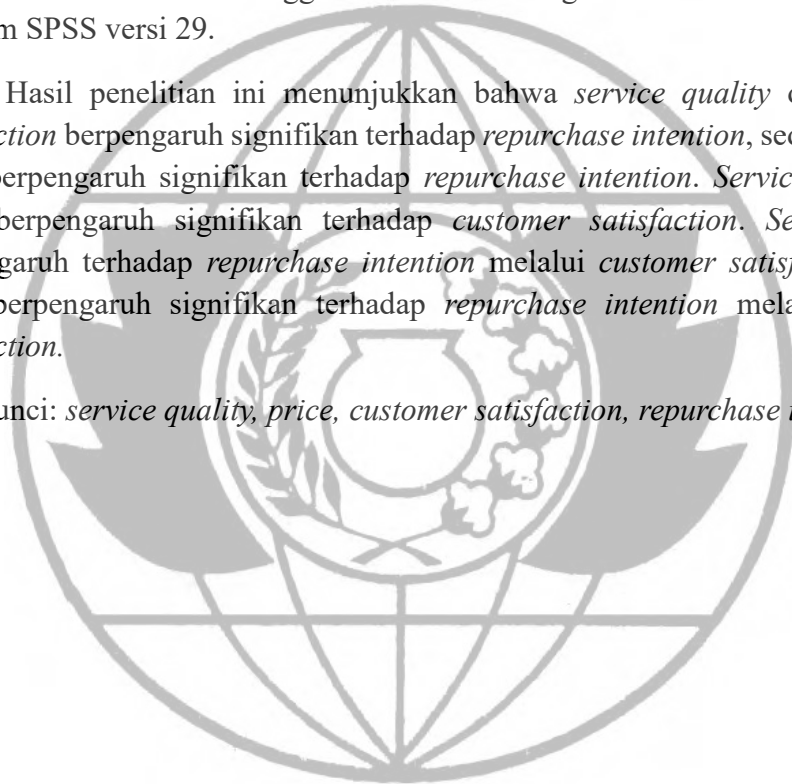 m SPSS versi 29.
Hasil penelitian ini menunjukkan bahwa service quality
ction berpengaruh signifikan terhadap repurchase intention, sec
berpengaruh signifikan terhadap repurchase intention. Servic
berpengaruh signifikan terhadap customer satisfaction. Se
garuh terhadap repurchase intention melalui customer satisf
berpengaruh signifikan terhadap repurchase intention mela
ction.
unci: service quality, price, customer satisfaction, repurchase i